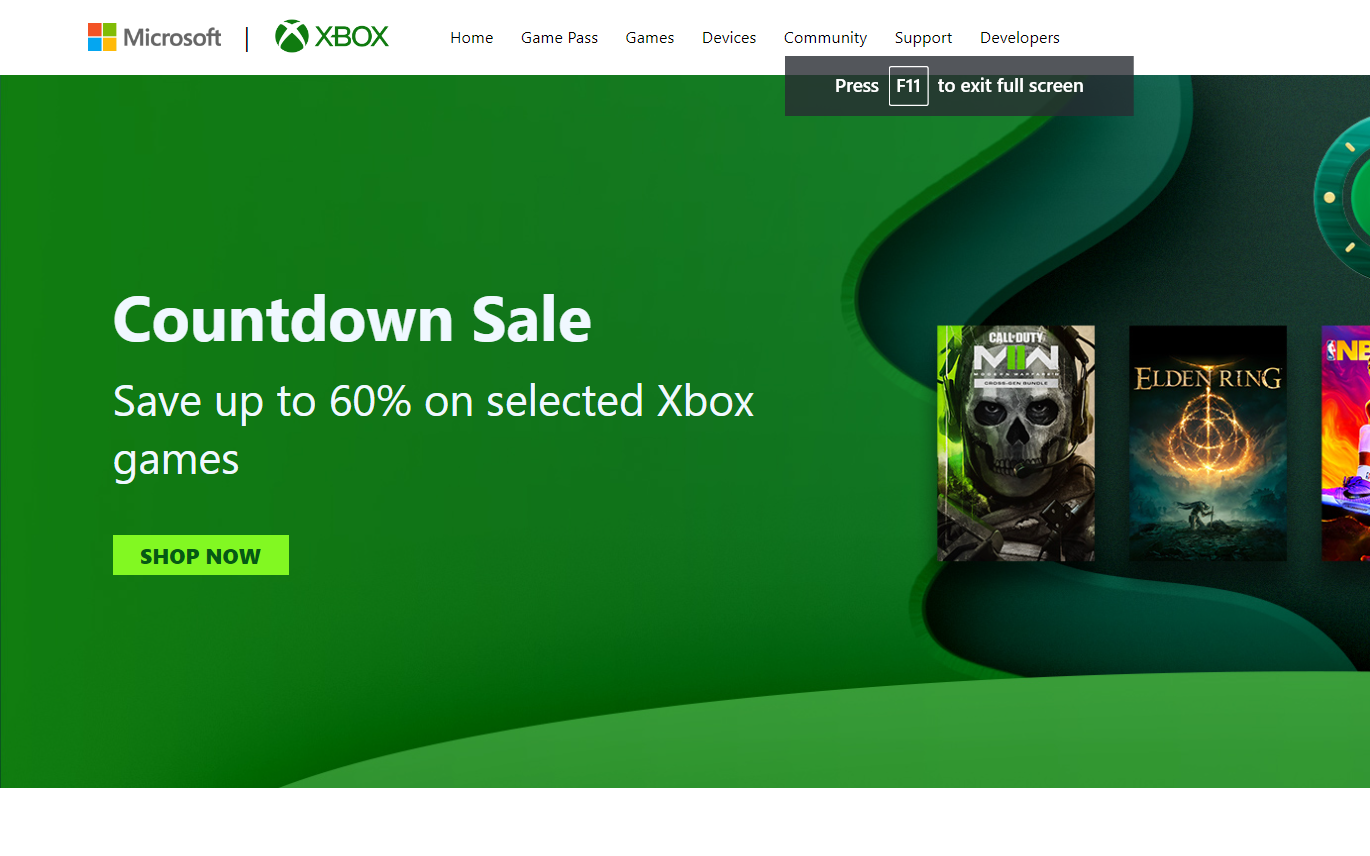 Microsoft | XBOX Home Game Pass Games Devices Community Support Developers
Press F11 to exit full screen
Countdown Sale
Save up to 60% on selected Xbox
games
SHOP NOW
CALL OF DUTY
MWII
MODERN WARFARE II
CROSS-GEN BUNDLE
ELDEN RING